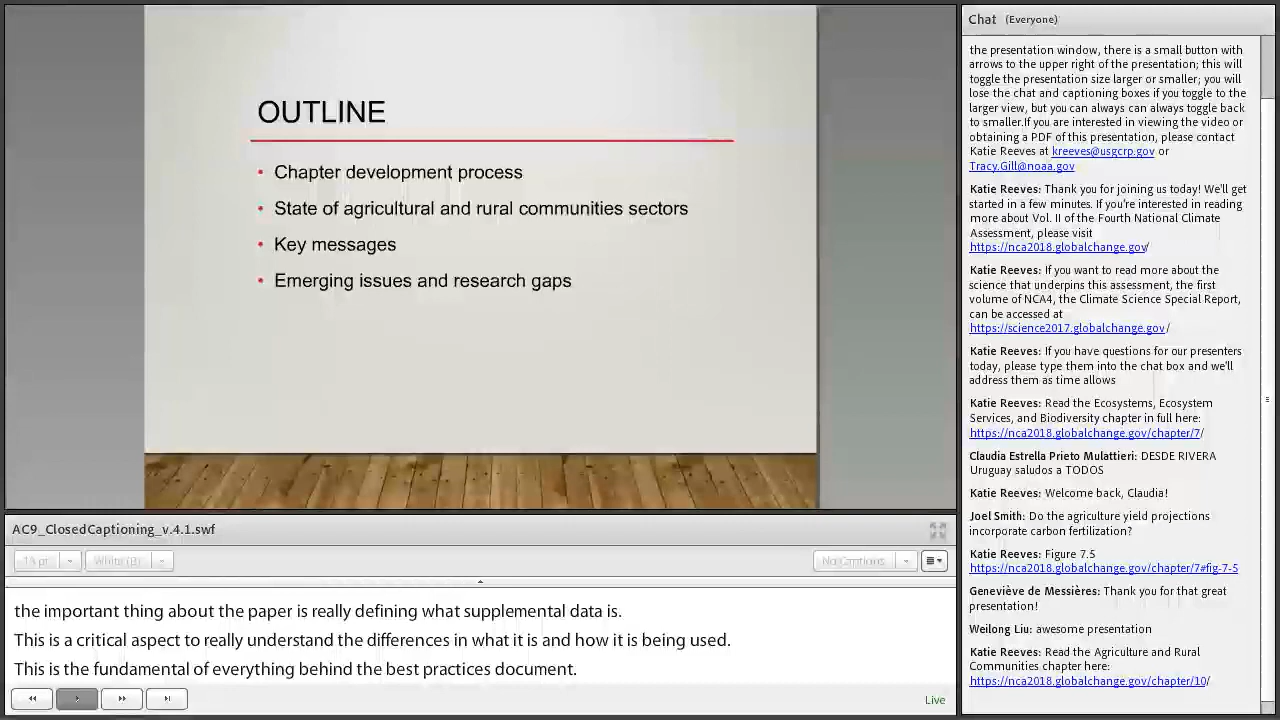 OUTLINE
• Chapter development process
• State of agricultural and rural communities sectors
• Key messages
• Emerging issues and research gaps
AC9_ClosedCaptioning_v.4.1.swf
No Captions
the important thing about the paper is really defining what supplemental data is.
This is a critical aspect to really understand the differences in what it is and how it is being used.
This is the fundamental of everything behind the best practices document.
Live
Chat (Everyone)
the presentation window, there is a small button with
arrows to the upper right of the presentation; this will
toggle the presentation size larger or smaller; you will
lose the chat and captioning boxes if you toggle to the
larger view, but you can always can always toggle back
to smaller.If you are interested in viewing the video or
obtaining a PDF of this presentation, please contact
Katie Reeves at kreeves@usgcrp.gov or
Tracy.Gill@noaa.gov
Katie Reeves: Thank you for joining us today! We'll get
started in a few minutes. If you're interested in reading
more about Vol. II of the Fourth National Climate
Assessment, please visit
https://nca2018.globalchange.gov/
Katie Reeves: If you want to read more about the
science that underpins this assessment, the first
volume of NCA4, the Climate Science Special Report,
can be accessed at
https://science2017.globalchange.gov/
Katie Reeves: If you have questions for our presenters
today, please type them into the chat box and we'll
address them as time allows
Katie Reeves: Read the Ecosystems, Ecosystem
Services, and Biodiversity chapter in full here:
https://nca2018.globalchange.gov/chapter/7/
Claudia Estrella Prieto Mulattieri: DESDE RIVERA
Uruguay saludos a TODOS
Katie Reeves: Welcome back, Claudia!
Joel Smith: Do the agriculture yield projections
incorporate carbon fertilization?
Katie Reeves: Figure 7.5
https://nca2018.globalchange.gov/chapter/7#fig-7-5
Geneviève de Messières: Thank you for that great
presentation!
Weilong Liu: awesome presentation
Katie Reeves: Read the Agriculture and Rural
Communities chapter here:
https://nca2018.globalchange.gov/chapter/10/